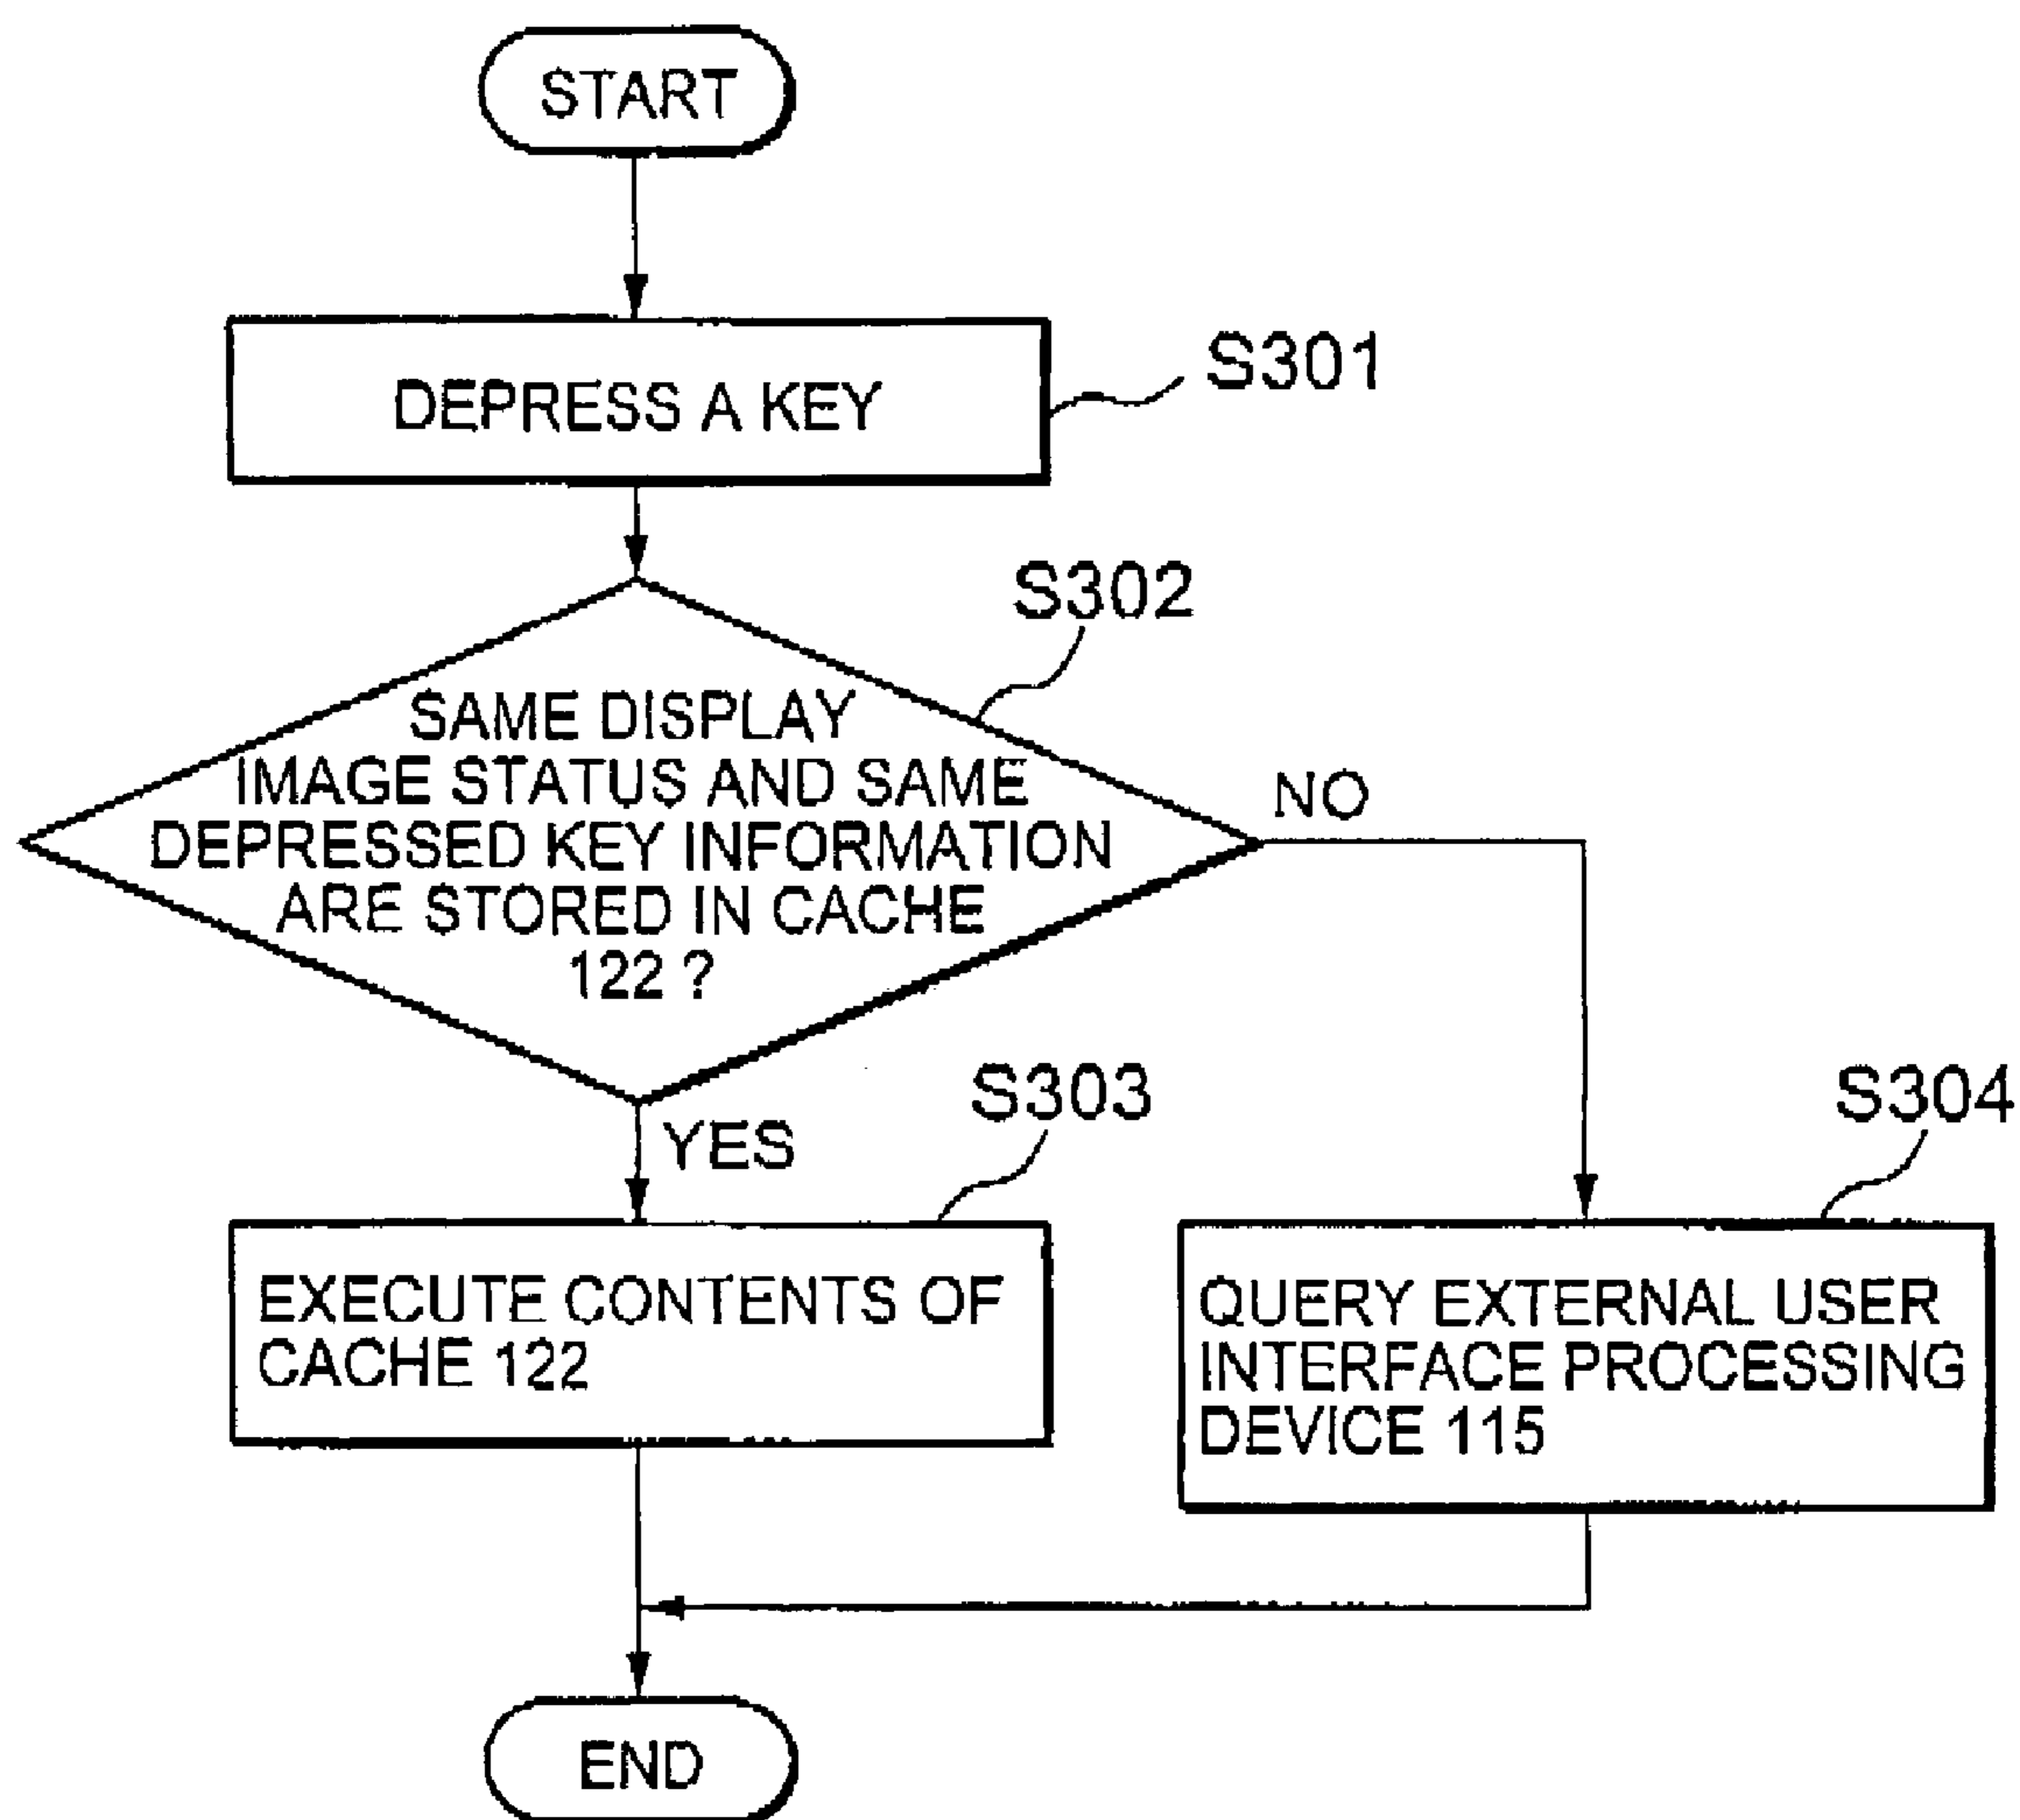 START
DEPRESS A KEY
S301
S302
SAME DISPLAY
IMAGE STATUS AND SAME
DEPRESSED KEY INFORMATION
ARE STORED IN CACHE
122 ?
NO
YES
S303
EXECUTE CONTENTS OF
CACHE 122
S304
QUERY EXTERNAL USER
INTERFACE PROCESSING
DEVICE 115
END